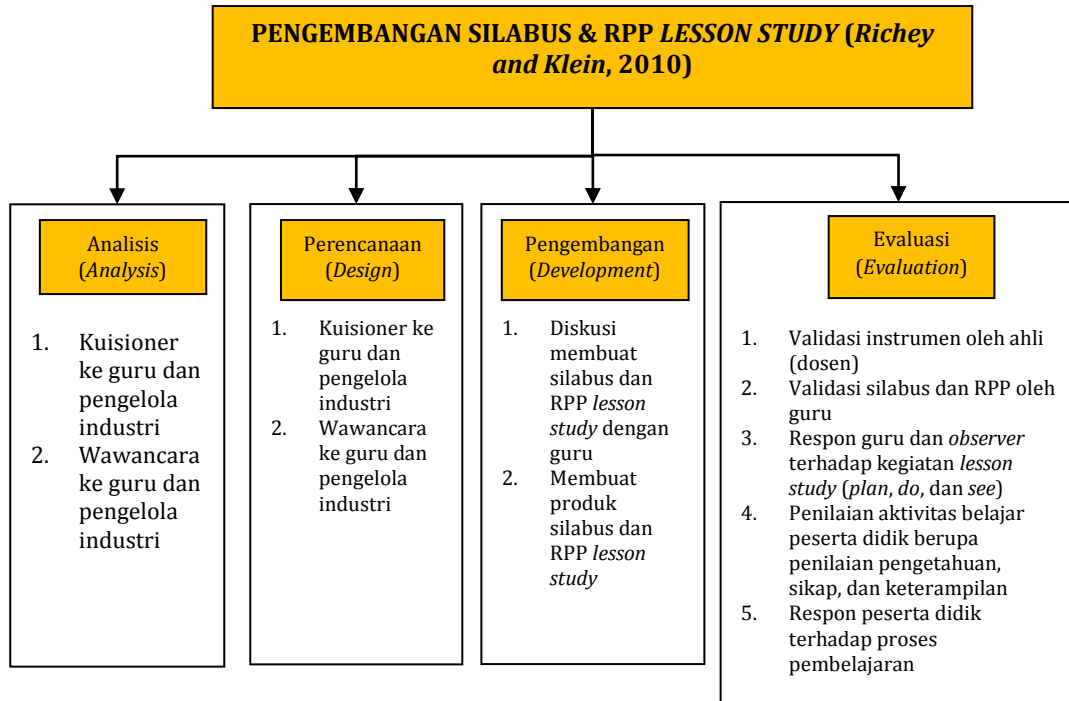 PENGEMBANGAN SILABUS & RPP LESSON STUDY (Richey
and Klein, 2010)
Analisis
(Analysis)
1. Kuisioner
ke guru dan
pengelola
industri
2. Wawancara
ke guru dan
pengelola
industri
Perencanaan
(Design)
1. Kuisioner ke
guru dan
pengelola
industri
2. Wawancara
ke guru dan
pengelola
industri
Pengembangan
(Development)
1. Diskusi
membuat
silabus dan
RPP lesson
study dengan
guru
2. Membuat
produk
silabus dan
RPP lesson
study
Evaluasi
(Evaluation)
1. Validasi instrumen oleh ahli
(dosen)
2. Validasi silabus dan RPP oleh
guru
3. Respon guru dan observer
terhadap kegiatan lesson
study (plan, do, dan see)
4. Penilaian aktivitas belajar
peserta didik berupa
penilaian pengetahuan,
sikap, dan keterampilan
5. Respon peserta didik
terhadap proses
pembelajaran